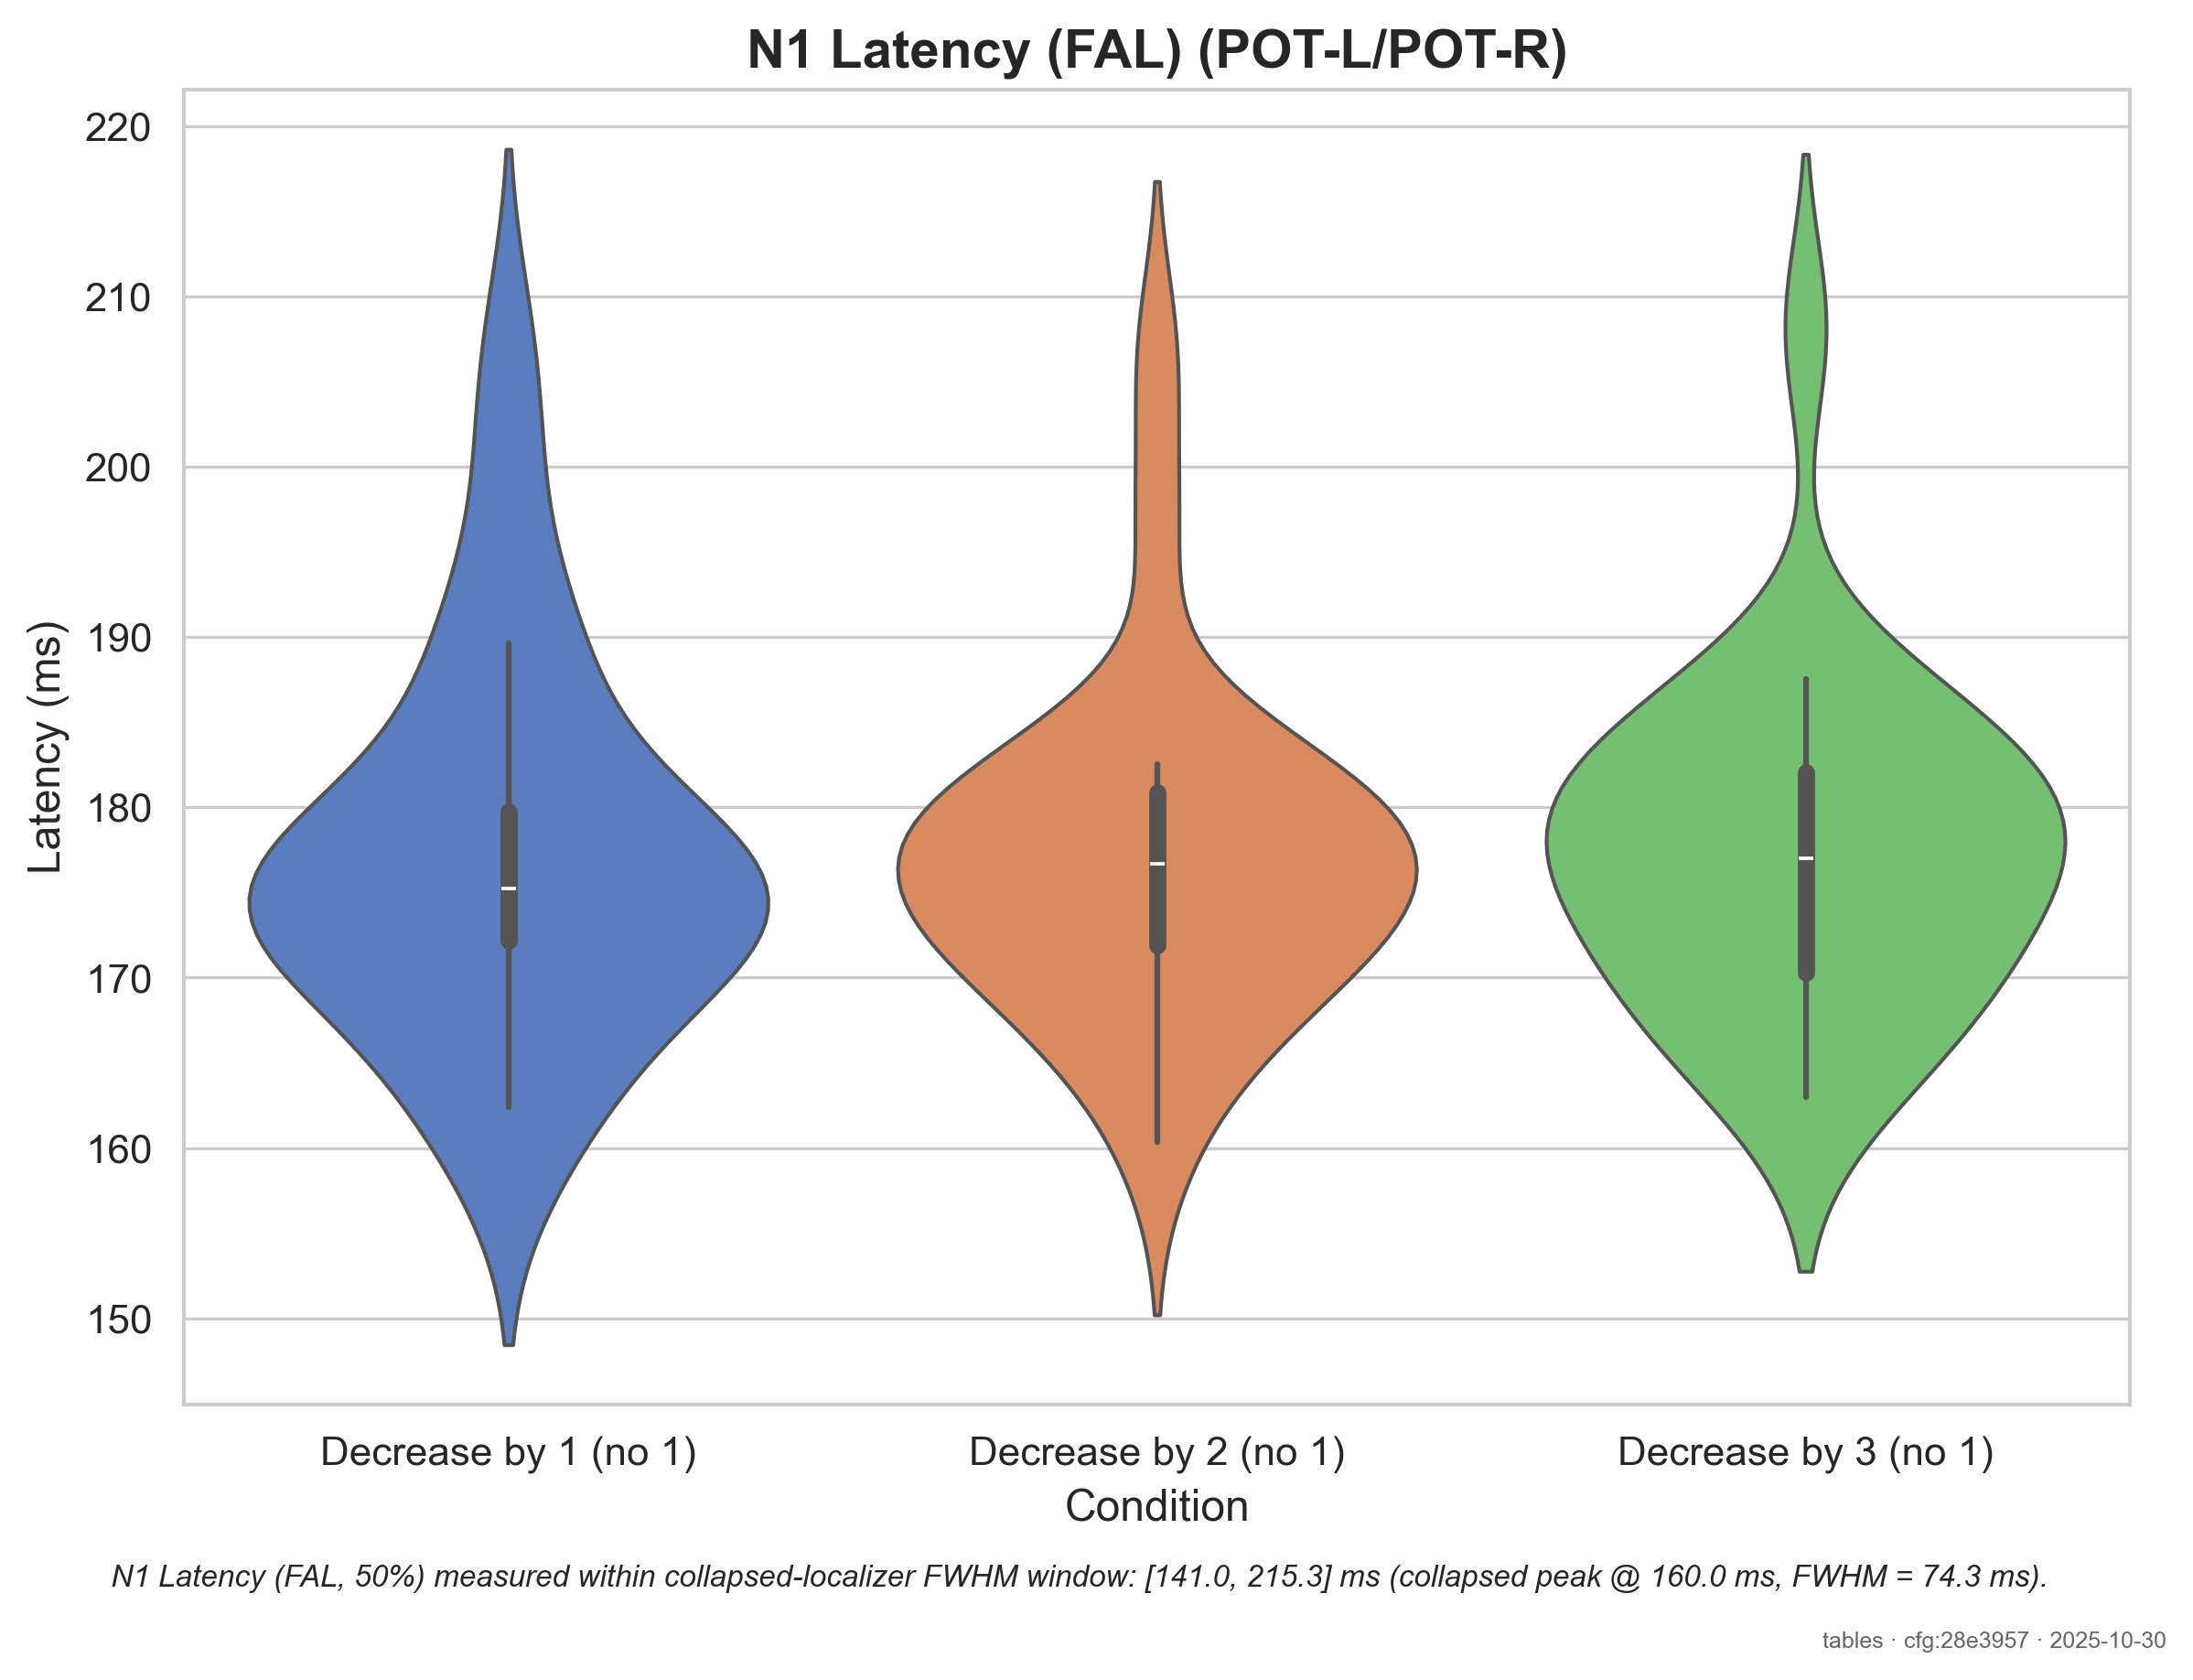 N1 Latency (FAL) (POT-L/POT-R)
220
210
200
190
180
170
160
150
Latency (ms)
Decrease by 1 (no 1)
Decrease by 2 (no 1)
Decrease by 3 (no 1)
Condition
N1 Latency (FAL, 50%) measured within collapsed-localizer FWHM window: [141.0, 215.3] ms (collapsed peak @ 160.0 ms, FWHM = 74.3 ms).
tables · cfg:28e3957 · 2025-10-30